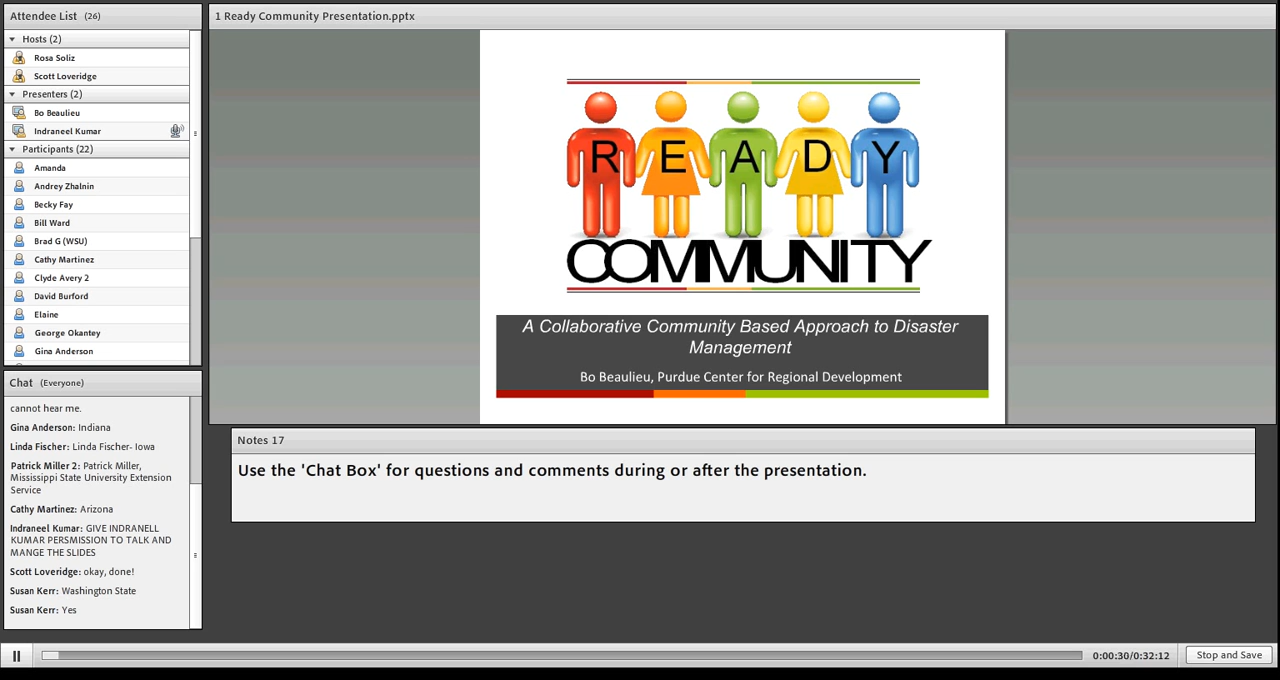 Attendee List (26)
Hosts (2)
Rosa Soliz
Scott Loveridge
Presenters (2)
Bo Beaulieu
Indraneel Kumar
Participants (22)
Amanda
Andrey Zhalnin
Becky Fay
Bill Ward
Brad G (WSU)
Cathy Martinez
Clyde Avery 2
David Burford
Elaine
George Okantey
Gina Anderson
Chat (Everyone)
cannot hear me.
Gina Anderson: Indiana
Linda Fischer: Linda Fischer- Iowa
Patrick Miller 2: Patrick Miller,
Mississippi State University Extension
Service
Cathy Martinez: Arizona
Indraneel Kumar: GIVE INDRANELL
KUMAR PERSMISSION TO TALK AND
MANGE THE SLIDES
Scott Loveridge: okay, done!
Susan Kerr: Washington State
Susan Kerr: Yes
1 Ready Community Presentation.pptx
READY
COMMUNITY
A Collaborative Community Based Approach to Disaster
Management
Bo Beaulieu, Purdue Center for Regional Development
Notes 17
Use the 'Chat Box' for questions and comments during or after the presentation.
0:00:30/0:32:12
Stop and Save